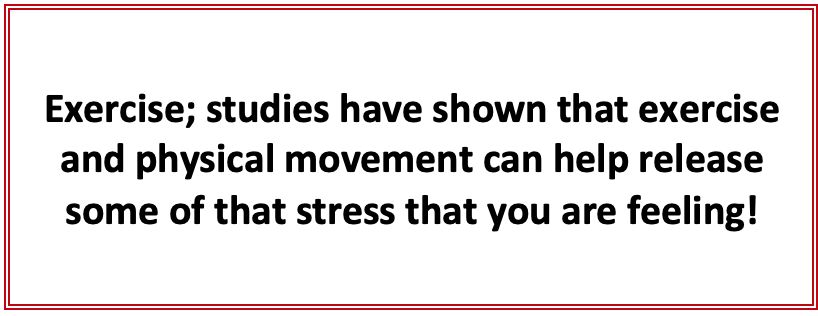 Exercise; studies have shown that exercise
and physical movement can help release
some of that stress that you are feeling!